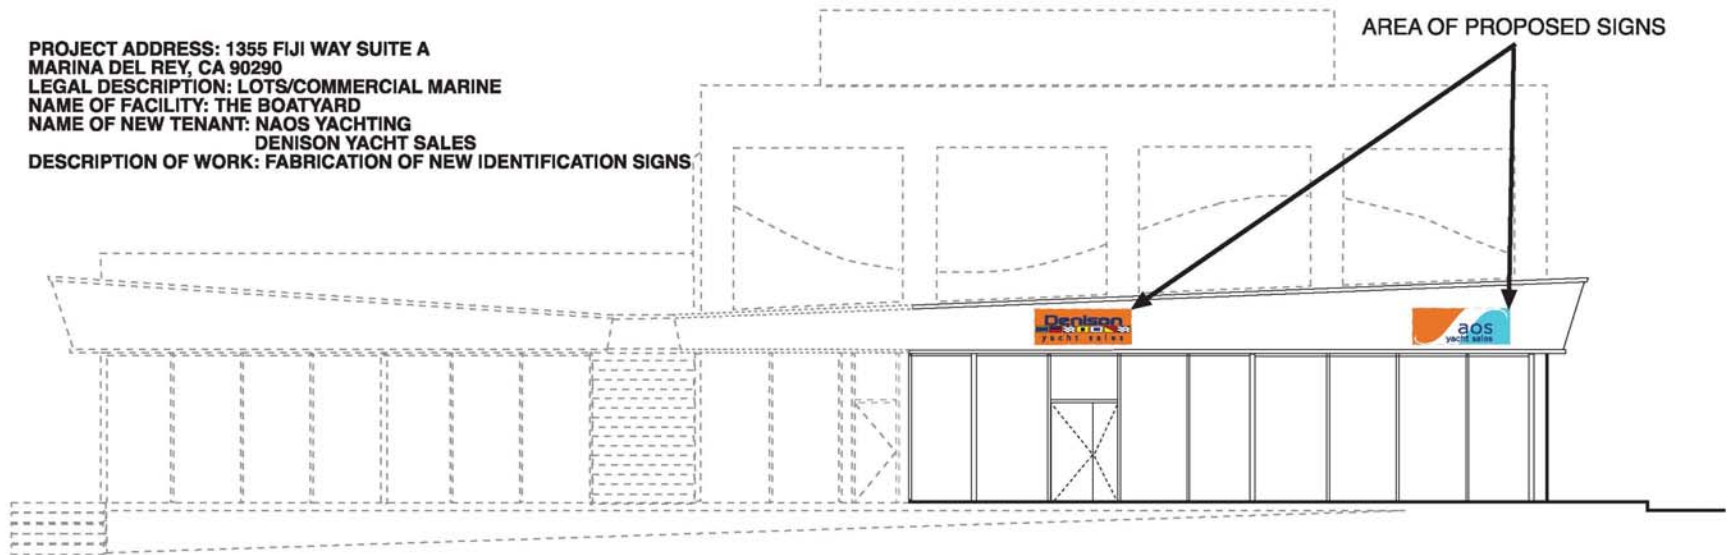 PROJECT ADDRESS: 1355 FIJI WAY SUITE A
MARINA DEL REY, CA 90290
LEGAL DESCRIPTION: LOTS/COMMERCIAL MARINE
NAME OF FACILITY: THE BOATYARD
NAME OF NEW TENANT: NAOS YACHTING
DENISON YACHT SALES
DESCRIPTION OF WORK: FABRICATION OF NEW IDENTIFICATION SIGNS
AREA OF PROPOSED SIGNS
Denison
yacht sales
aos
yacht sales